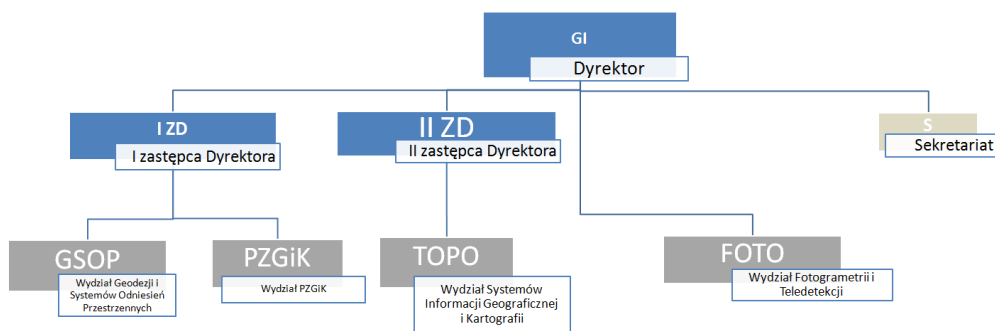 GI
Dyrektor
I ZD
I zastępca Dyrektora
II ZD
II zastępca Dyrektora
S
Sekretariat
GSOP
Wydział Geodezji i
Systemów Odniesień
Przestrzennych
PZGiK
Wydział PZGiK
TOPO
Wydział Systemów
Informacji Geograficznej
i Kartografii
FOTO
Wydział Fotogrametrii i
Teledetekcji